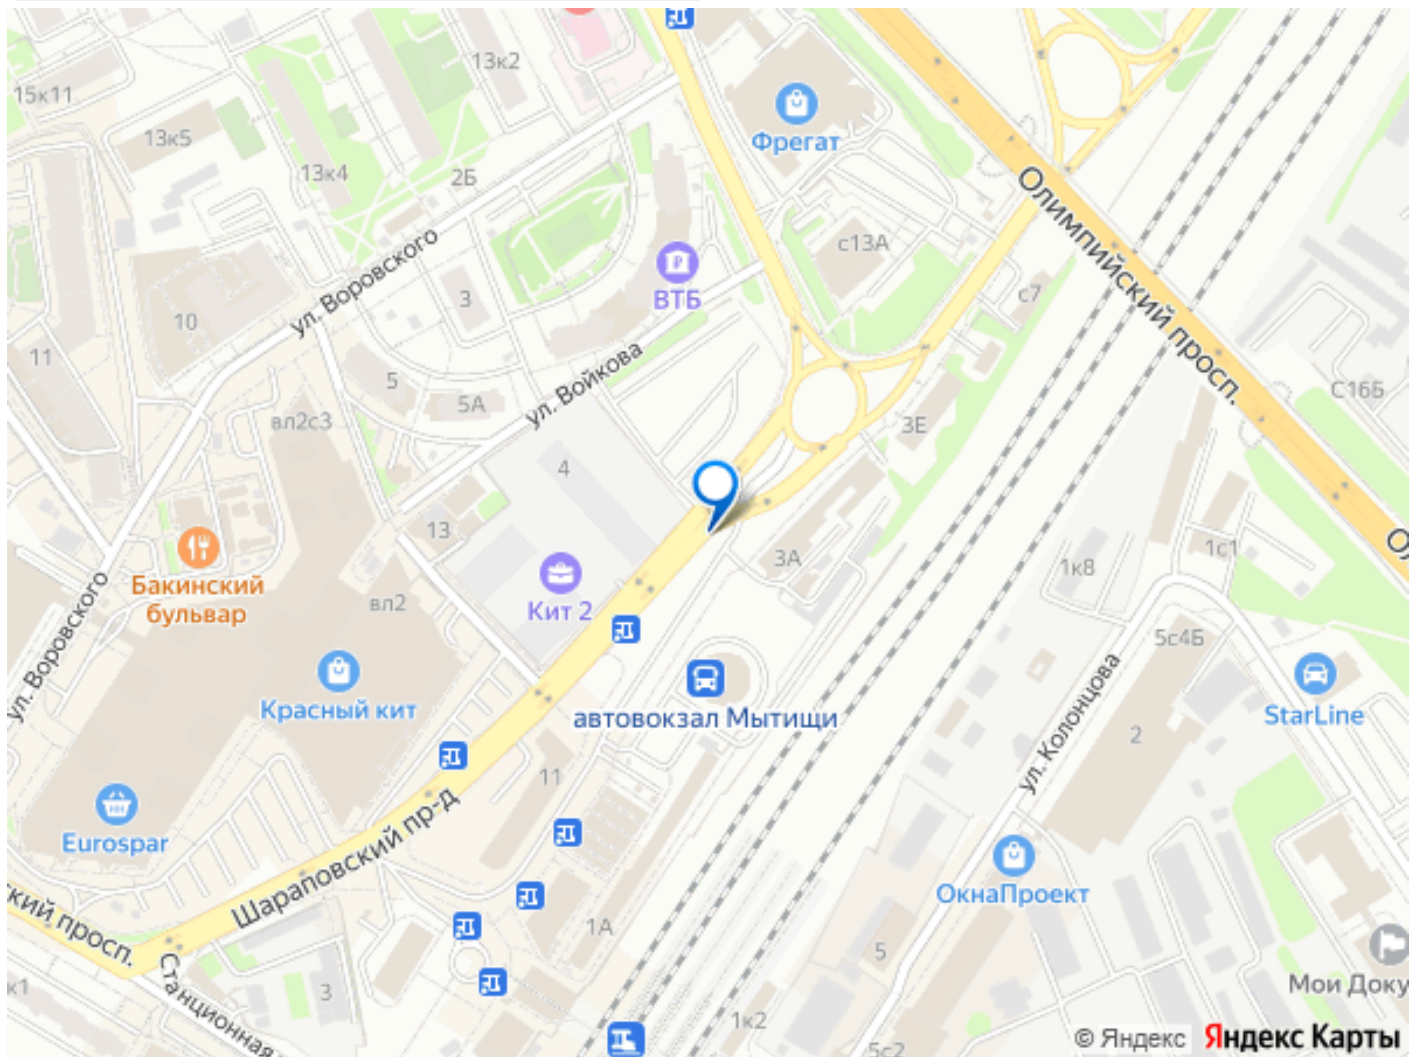 13к2
15к11
Фрегат
13к5
13к4
2Б
Олимпийский просп.
ул. Воровского
с13А
ВТБ
3
с7
10
11
5
ул. Войкова
5А
С16Б
вл2с3
3Е
4
13
Ол
1с1
3А
1к8
Бакинский
бульвар
вл2
Кит 2
ул. Воровского
5с4Б
Красный кит
автовокзал Мытищи
StarLine
ул. Колонцова
2
11
Eurospar
Шараповский пр-д
ОкнаПроект
ский просп.
1А
5
Станционная
3
к1
Мои Доку
1к2
5с2
© Яндекс Яндекс Карты